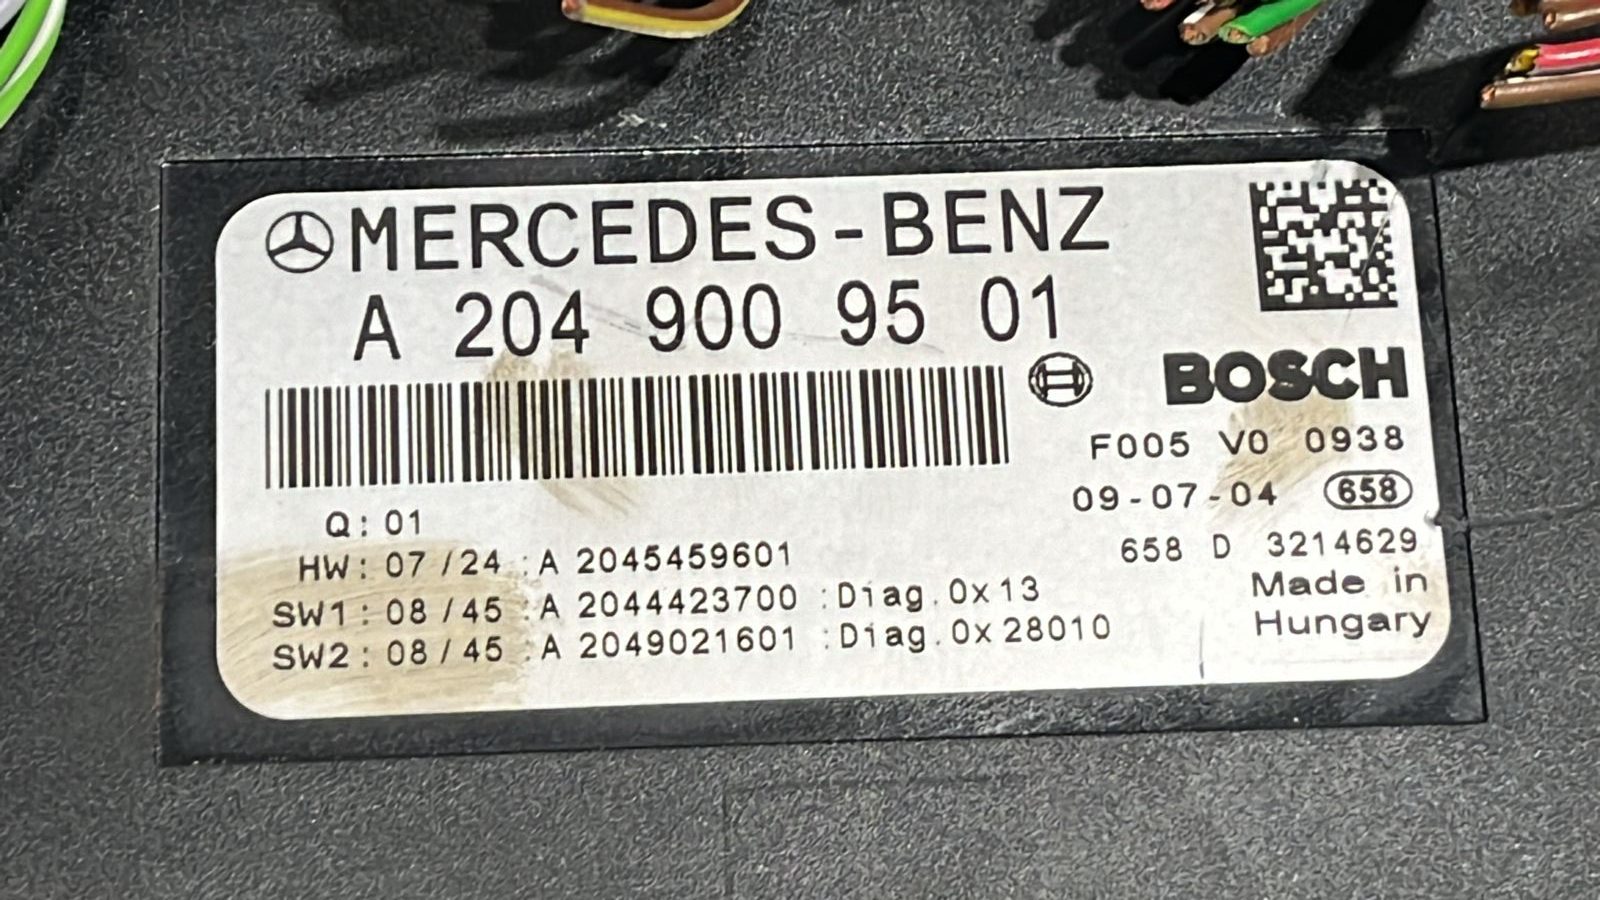 MERCEDES-BENZ
A 204 900 95 01
BOSCH
F005 V0 0938
09-07-04 658
Q: 01
HW: 07/24 :A 2045459601
658 D 3214629
SW1: 08/45 :A 2044423700 :Diag.0x13
Made in
SW2: 08/45 :A 2049021601 :Diag.0x28010
Hungary